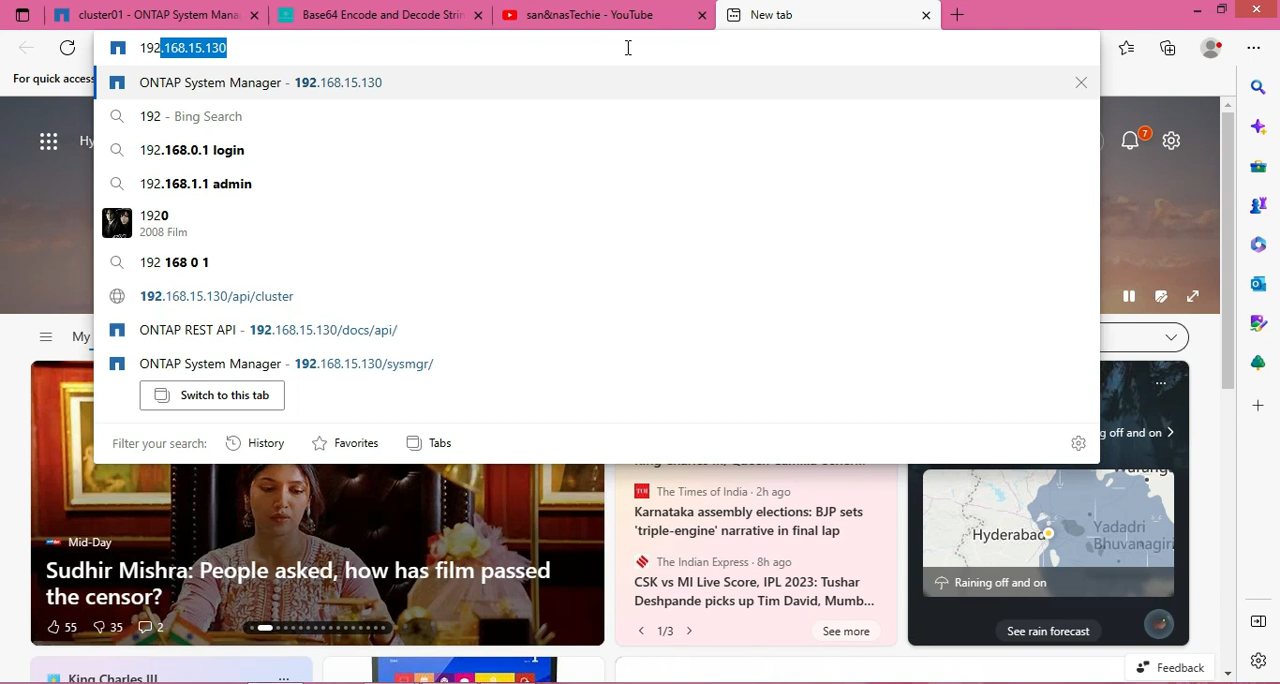 cluster01 - ONTAP System Mana
Base64 Encode and Decode Strin
san&nasTechie - YouTube
New tab
192.168.15.130
For quick access
ONTAP System Manager - 192.168.15.130
192 - Bing Search
192.168.0.1 login
192.168.1.1 admin
1920
2008 Film
192 168 0 1
192.168.15.130/api/cluster
ONTAP REST API - 192.168.15.130/docs/api/
ONTAP System Manager - 192.168.15.130/sysmgr/
Switch to this tab
Filter your search:
History
Favorites
Tabs
Hy
7
My
g off and on
Mid-Day
Sudhir Mishra: People asked, how has film passed
the censor?
55
35
2
The Times of India · 2h ago
Karnataka assembly elections: BJP sets
'triple-engine' narrative in final lap
The Indian Express · 8h ago
CSK vs MI Live Score, IPL 2023: Tushar
Deshpande picks up Tim David, Mumb...
1/3
See more
Hyderabad
Yadadri
Bhuvanagiri
Raining off and on
See rain forecast
King Charles III
Feedback